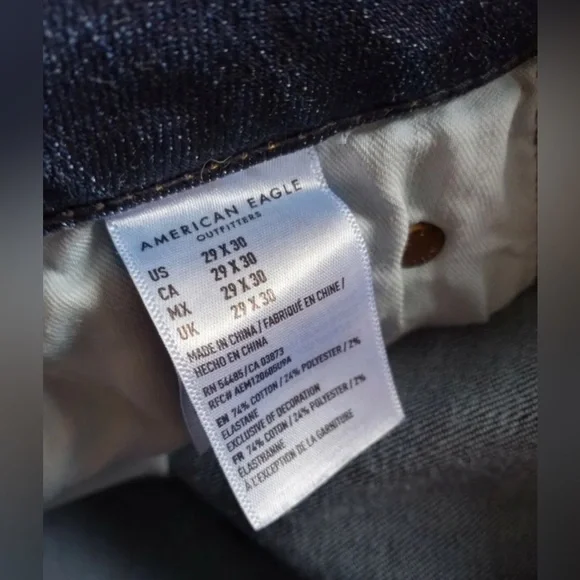 AMERICAN EAGLE
OUTFITTERS
US 29 X 30
CA 29 X 30
MX 29 X 30
UK 29 X 30
MADE IN CHINA / FABRIQUÉ EN CHINE /
HECHO EN CHINA
RN 54485/CA 03873
RFC# AEM120685U9A
EN 74% COTTON / 24% POLYESTER / 2%
ELASTANE
EXCLUSIVE OF DECORATION
FR 74% COTON / 24% POLYESTER / 2%
ÉLASTHANNE
À L'EXCEPTION DE LA GARNITURE